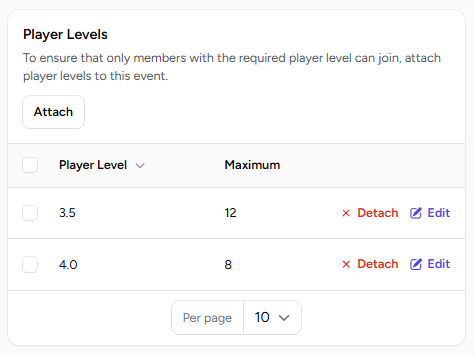 Player Levels
To ensure that only members with the required player level can join, attach
player levels to this event.
Attach
Player Level Maximum
3.5 12 Detach Edit
4.0 8 Detach Edit
Per page 10